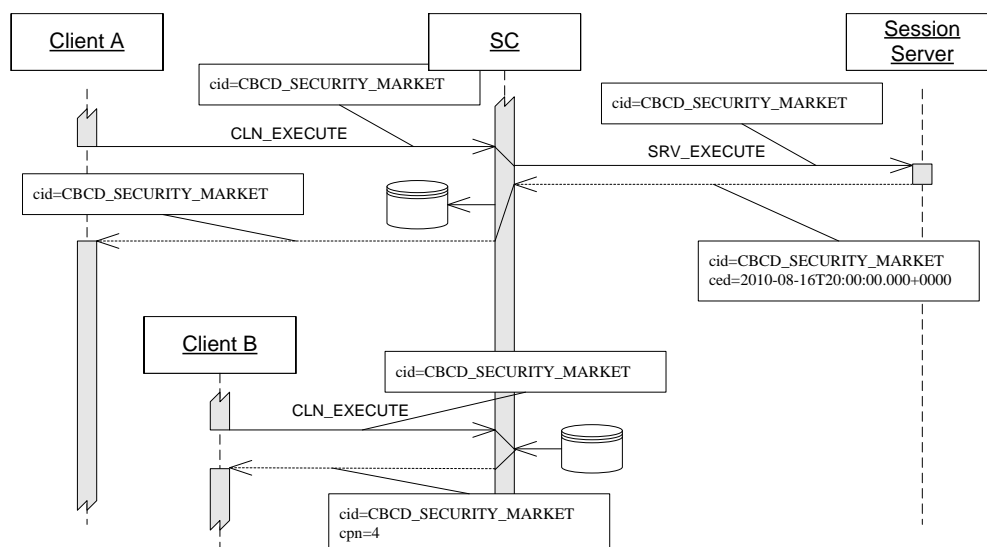 Client A
SC
Session
Server
cid=CBCD_SECURITY_MARKET
cid=CBCD_SECURITY_MARKET
CLN_EXECUTE
SRV_EXECUTE
cid=CBCD_SECURITY_MARKET
cid=CBCD_SECURITY_MARKET
ced=2010-08-16T20:00:00.000+0000
Client B
cid=CBCD_SECURITY_MARKET
CLN_EXECUTE
cid=CBCD_SECURITY_MARKET
cpn=4